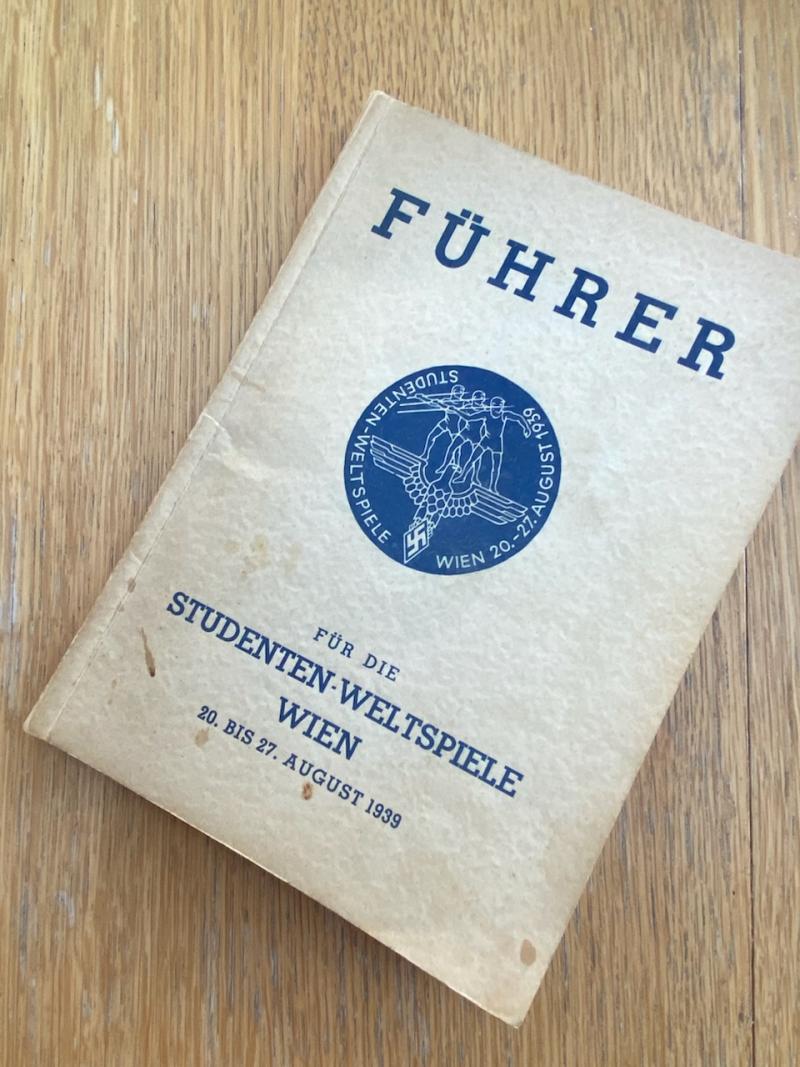 FÜHRER
STUDENTEN-WELTSPIELE
WIEN 20.-27. AUGUST 1939
FÜR DIE
STUDENTEN-WELTSPIELE
WIEN
20. BIS 27. AUGUST 1939